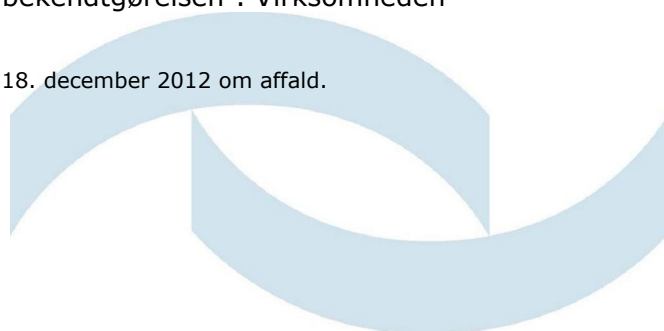 bekendtgørelsen". Virksomheden
18. december 2012 om affald.